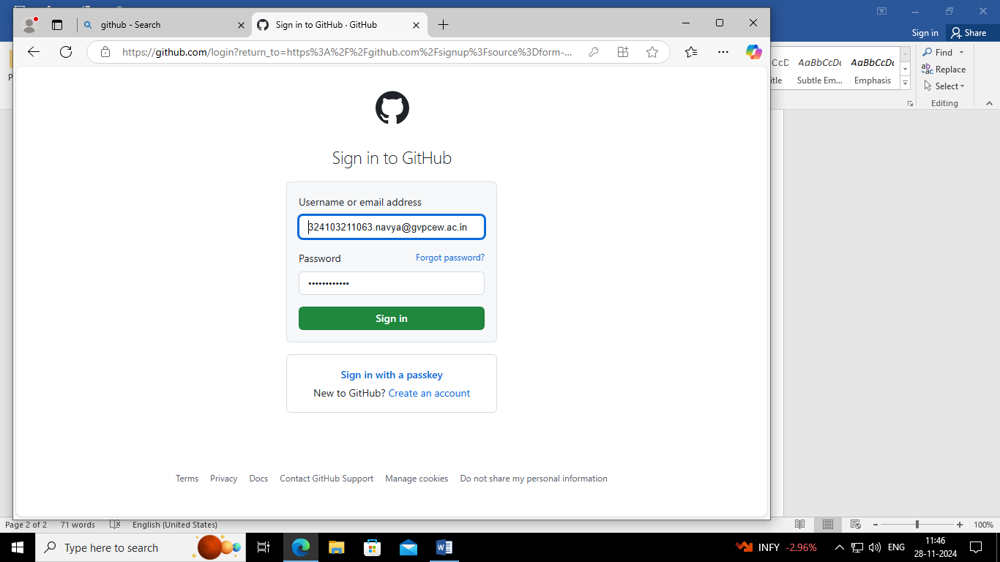 github - Search
Sign in to GitHub · GitHub
https://github.com/login?return_to=https%3A%2F%2Fgithub.com%2Fsignup%3Fsource%3Dform-...
Sign in
Share
Find
Replace
Select
Editing
AaBbCcDc
AaBbCcDc
Subtle Em...
Emphasis
Sign in to GitHub
Username or email address
324103211063.navya@gvpcew.ac.in
Password
Forgot password?
••••••••••••
Sign in
Sign in with a passkey
New to GitHub? Create an account
Terms
Privacy
Docs
Contact GitHub Support
Manage cookies
Do not share my personal information
Page 2 of 2
71 words
English (United States)
100%
Type here to search
INFY -2.96%
ENG
11:46
28-11-2024